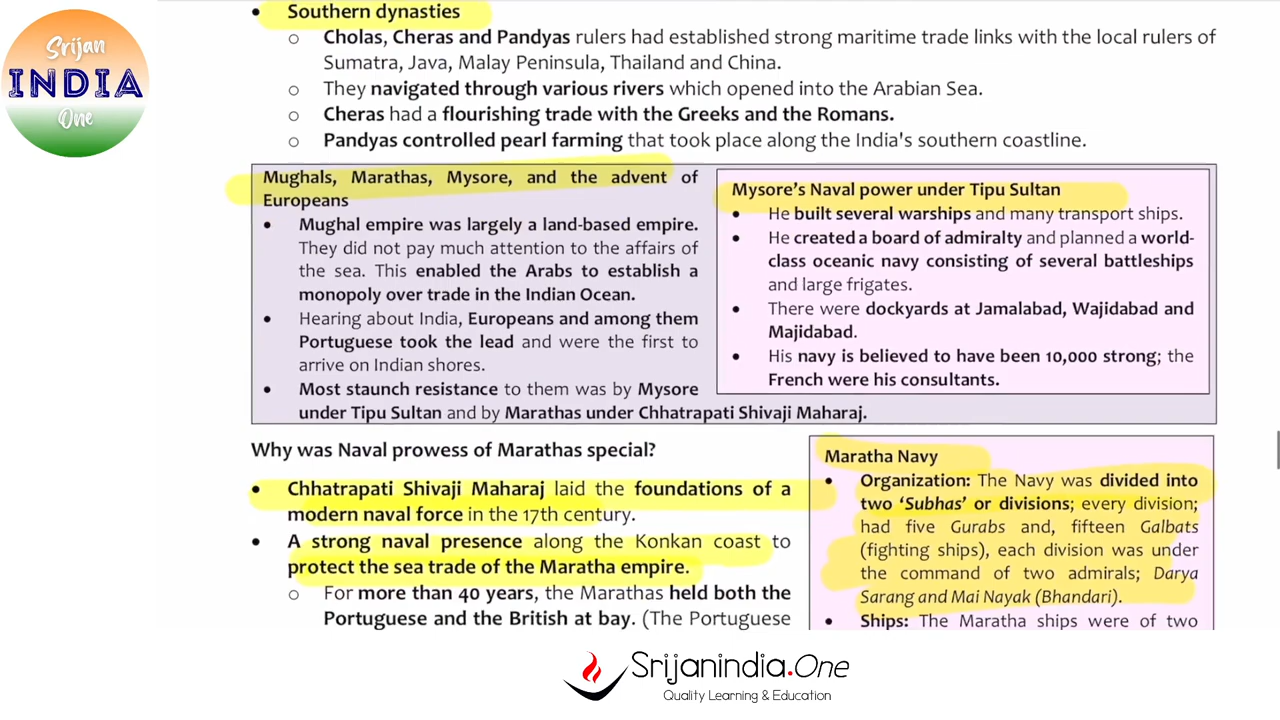 Srijan
INDIA
One
• Southern dynasties
o Cholas, Cheras and Pandyas rulers had established strong maritime trade links with the local rulers of
Sumatra, Java, Malay Peninsula, Thailand and China.
o They navigated through various rivers which opened into the Arabian Sea.
o Cheras had a flourishing trade with the Greeks and the Romans.
o Pandyas controlled pearl farming that took place along the India's southern coastline.
Mughals, Marathas, Mysore, and the advent of
Europeans
• Mughal empire was largely a land-based empire.
They did not pay much attention to the affairs of
the sea. This enabled the Arabs to establish a
monopoly over trade in the Indian Ocean.
• Hearing about India, Europeans and among them
Portuguese took the lead and were the first to
arrive on Indian shores.
• Most staunch resistance to them was by Mysore
under Tipu Sultan and by Marathas under Chhatrapati Shivaji Maharaj.
Mysore's Naval power under Tipu Sultan
• He built several warships and many transport ships.
• He created a board of admiralty and planned a world-
class oceanic navy consisting of several battleships
and large frigates.
• There were dockyards at Jamalabad, Wajidabad and
Majidabad.
• His navy is believed to have been 10,000 strong; the
French were his consultants.
Why was Naval prowess of Marathas special?
• Chhatrapati Shivaji Maharaj laid the foundations of a
modern naval force in the 17th century.
• A strong naval presence along the Konkan coast to
protect the sea trade of the Maratha empire.
o For more than 40 years, the Marathas held both the
Portuguese and the British at bay. (The Portuguese
Maratha Navy
• Organization: The Navy was divided into
two 'Subhas' or divisions; every division;
had five Gurabs and, fifteen Galbats
(fighting ships), each division was under
the command of two admirals; Darya
Sarang and Mai Nayak (Bhandari).
• Ships: The Maratha ships were of two
Srijanindia.One
Quality Learning & Education